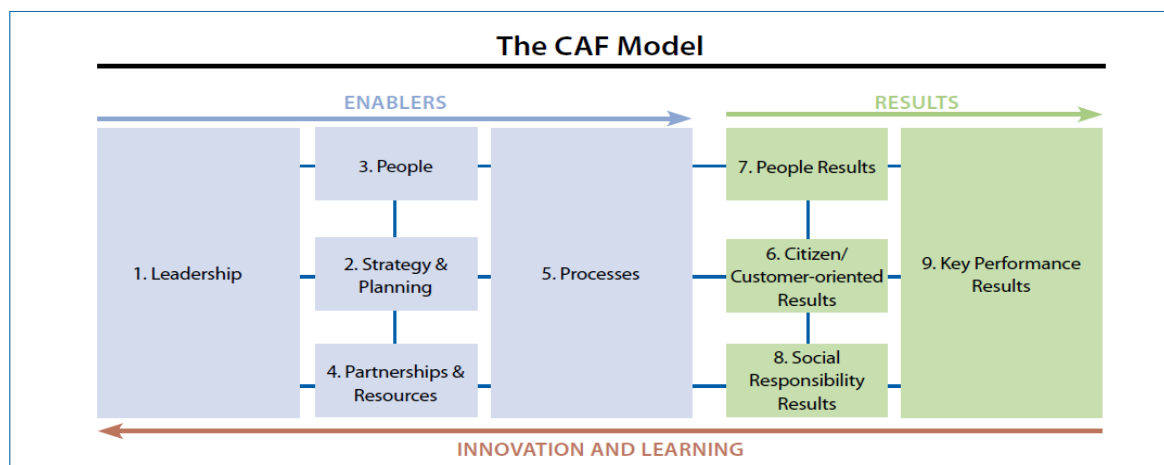 The CAF Model
ENABLERS
RESULTS
1. Leadership
3. People
2. Strategy &
Planning
4. Partnerships &
Resources
5. Processes
7. People Results
6. Citizen/
Customer-oriented
Results
8. Social
Responsibility
Results
9. Key Performance
Results
INNOVATION AND LEARNING